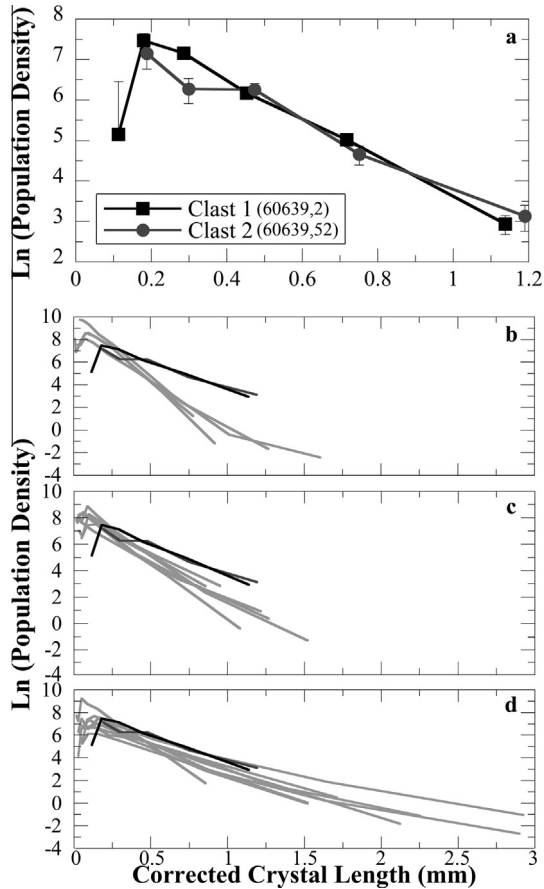 8
a
7
6
5
4
3
2
Ln (Population Density)
Clast 1 (60639,2)
Clast 2 (60639,52)
0 0.2 0.4 0.6 0.8 1 1.2
10 b
8
6
4
2
0
-2
-4
10 c
8
6
4
2
0
-2
-4
Ln (Population Density)
10 d
8
6
4
2
0
-2
-4
0 0.5 1 1.5 2 2.5 3
Corrected Crystal Length (mm)